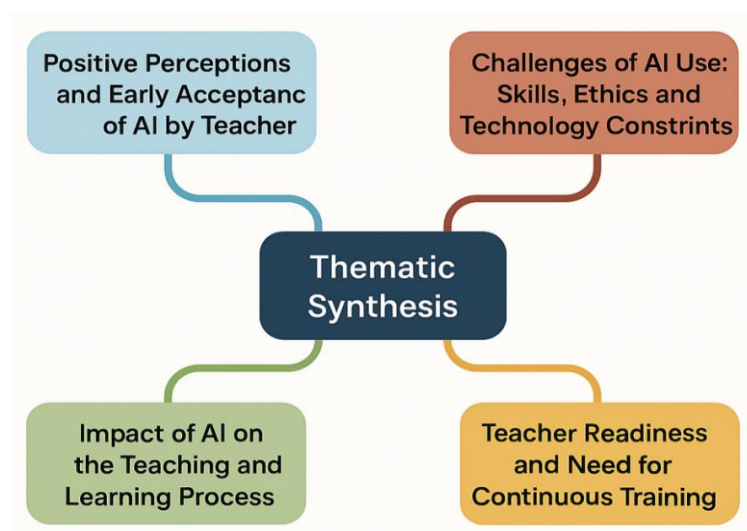 Positive Perceptions
and Early Acceptanc
of AI by Teacher
Challenges of AI Use:
Skills, Ethics and
Technology Constrints
Thematic
Synthesis
Impact of AI on
the Teaching and
Learning Process
Teacher Readiness
and Need for
Continuous Training